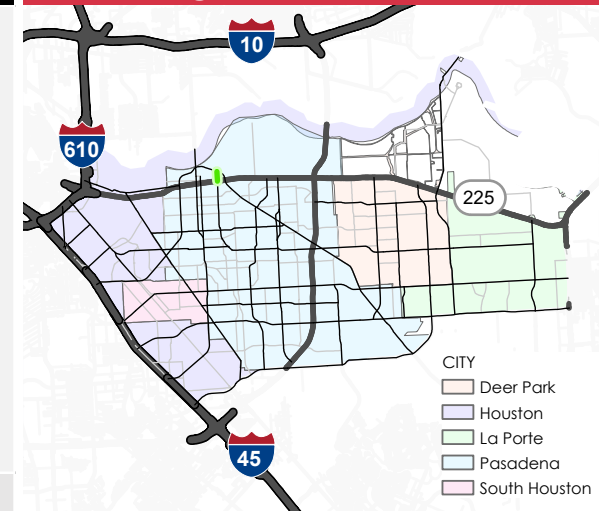 10
610
225
CITY
Deer Park
Houston
La Porte
Pasadena
South Houston
45